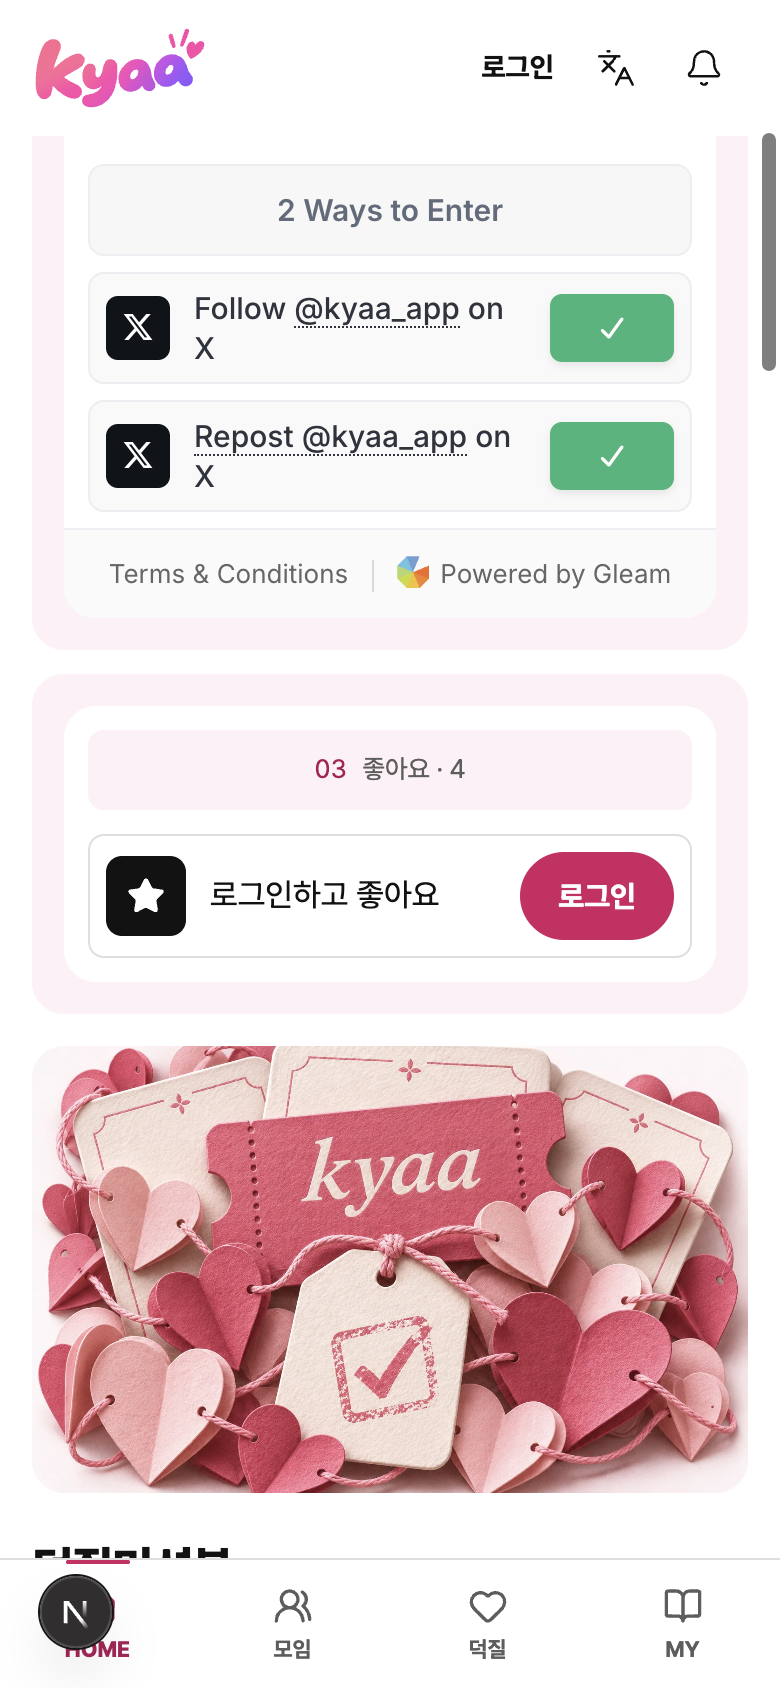 kyaa
로그인
2 Ways to Enter
Follow @kyaa_app on
X
Repost @kyaa_app on
X
Terms & Conditions
Powered by Gleam
03 좋아요 · 4
로그인하고 좋아요
로그인
kyaa
N
HOME
모임
덕질
MY